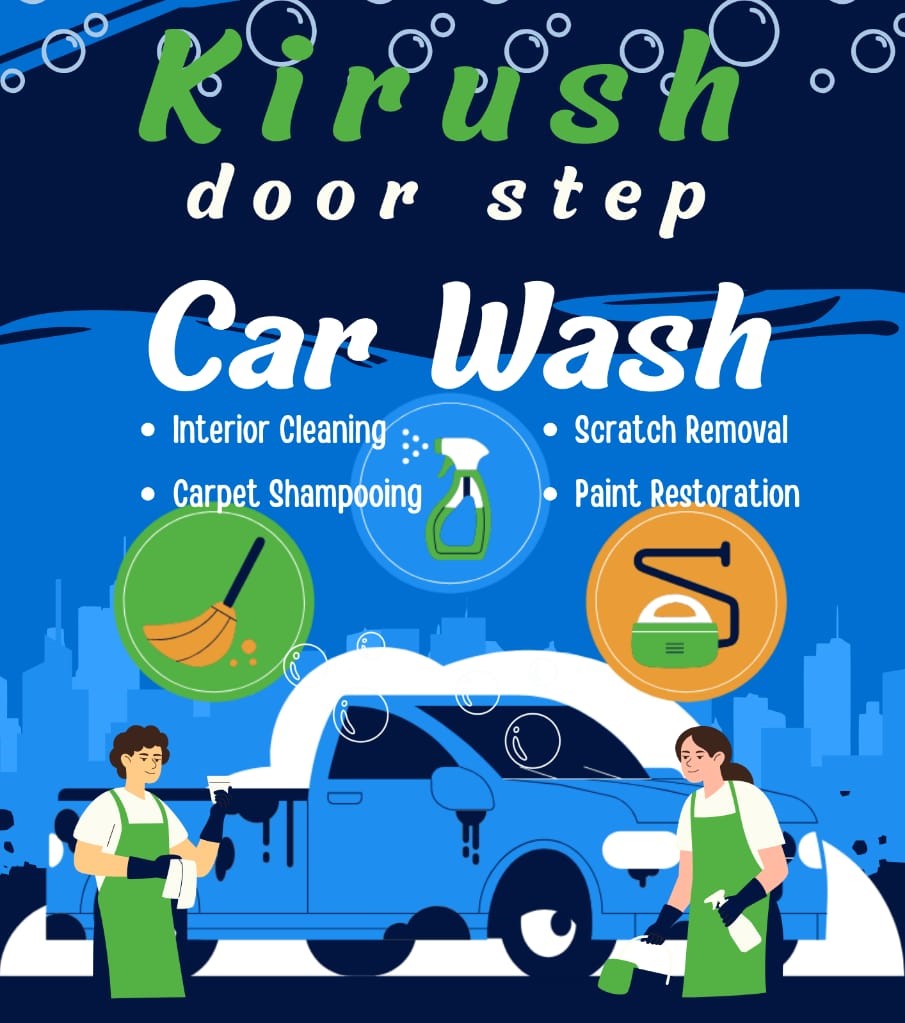 Kirush
door step
Car Wash
• Interior Cleaning
• Carpet Shampooing
• Scratch Removal
• Paint Restoration